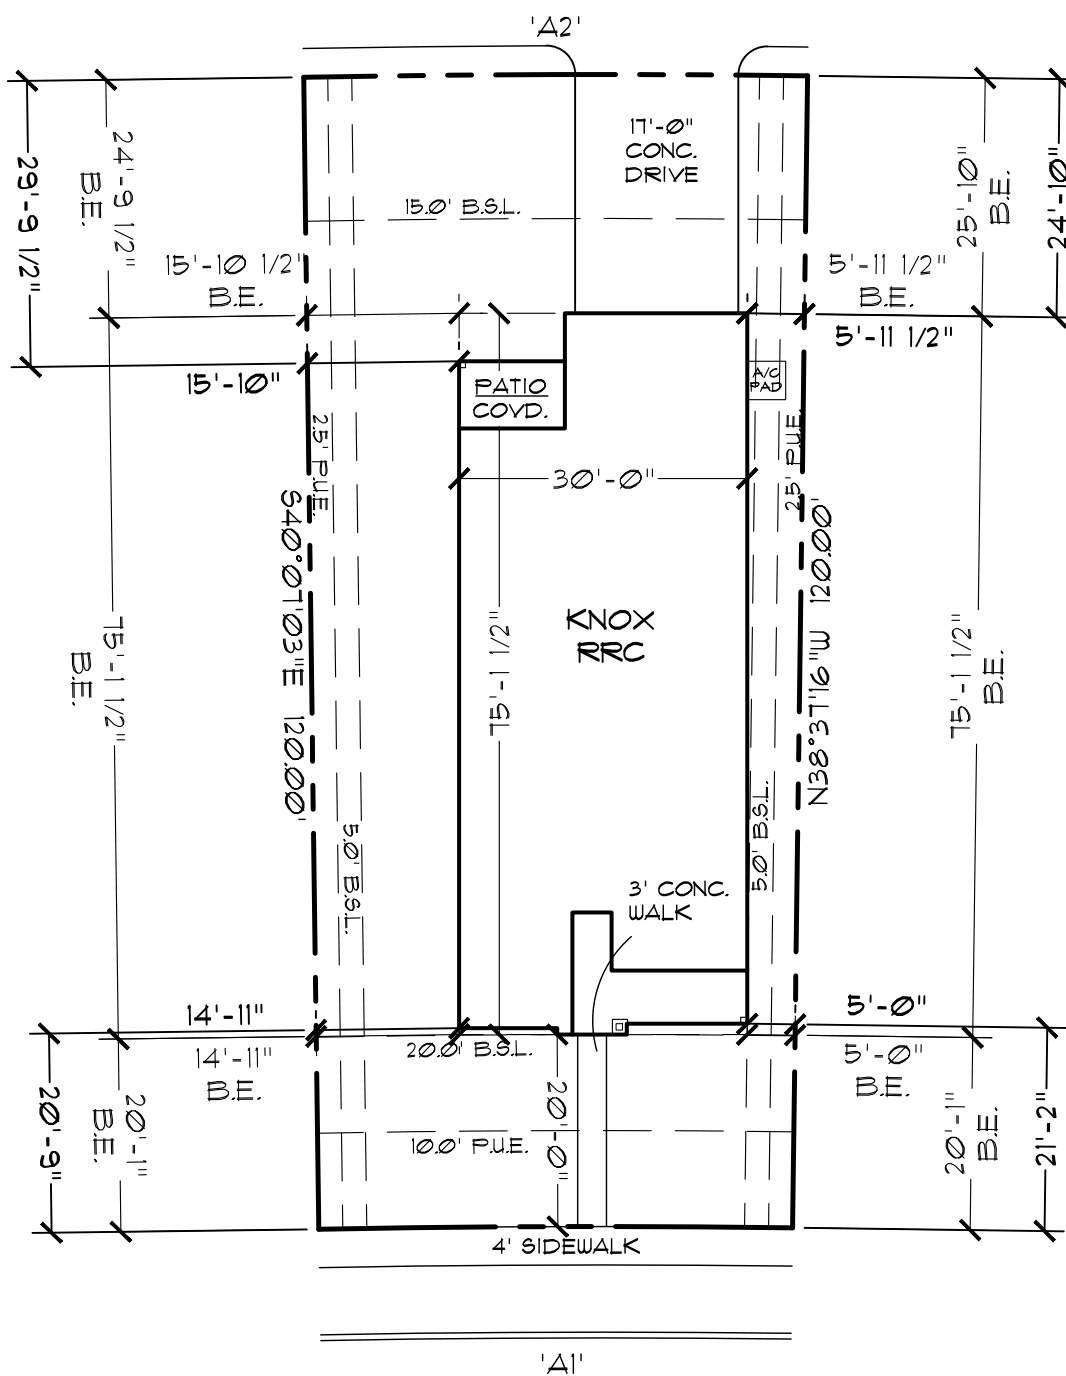 'A2'
17'-0"
CONC.
DRIVE
29'-9 1/2"
24'-9 1/2"
B.E.
15.0' B.S.L.
25'-10"
B.E.
24'-10"
15'-10 1/2"
B.E.
5'-11 1/2"
B.E.
5'-11 1/2"
15'-10"
PATIO
COVD.
A/C
PAD
2.5' P.U.E.
2.5' P.U.E.
30'-0"
S40°07'03"E 120.00'
N38°37'16"W 120.00'
KNOX
RRC
75'-1 1/2"
B.E.
75'-1 1/2"
75'-1 1/2"
B.E.
5.0' B.S.L.
5.0' B.S.L.
3' CONC.
WALK
14'-11"
14'-11"
B.E.
5'-0"
5'-0"
B.E.
20.0' B.S.L.
20'-9"
20'-1"
B.E.
20'-0"
10.0' P.U.E.
20'-1"
B.E.
21'-2"
4' SIDEWALK
'A1'